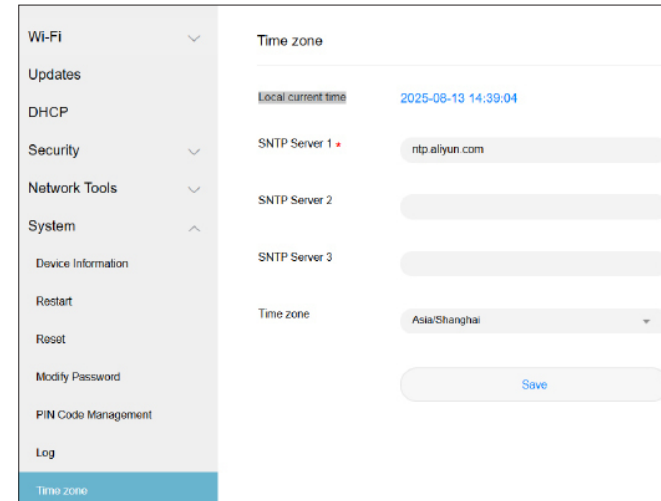 Wi-Fi
Updates
DHCP
Security
Network Tools
System
Device Information
Restart
Reset
Modify Password
PIN Code Management
Log
Time zone
Time zone
Local current time 2025-08-13 14:39:04
SNTP Server 1 * ntp.aliyun.com
SNTP Server 2
SNTP Server 3
Time zone Asia/Shanghai
Save